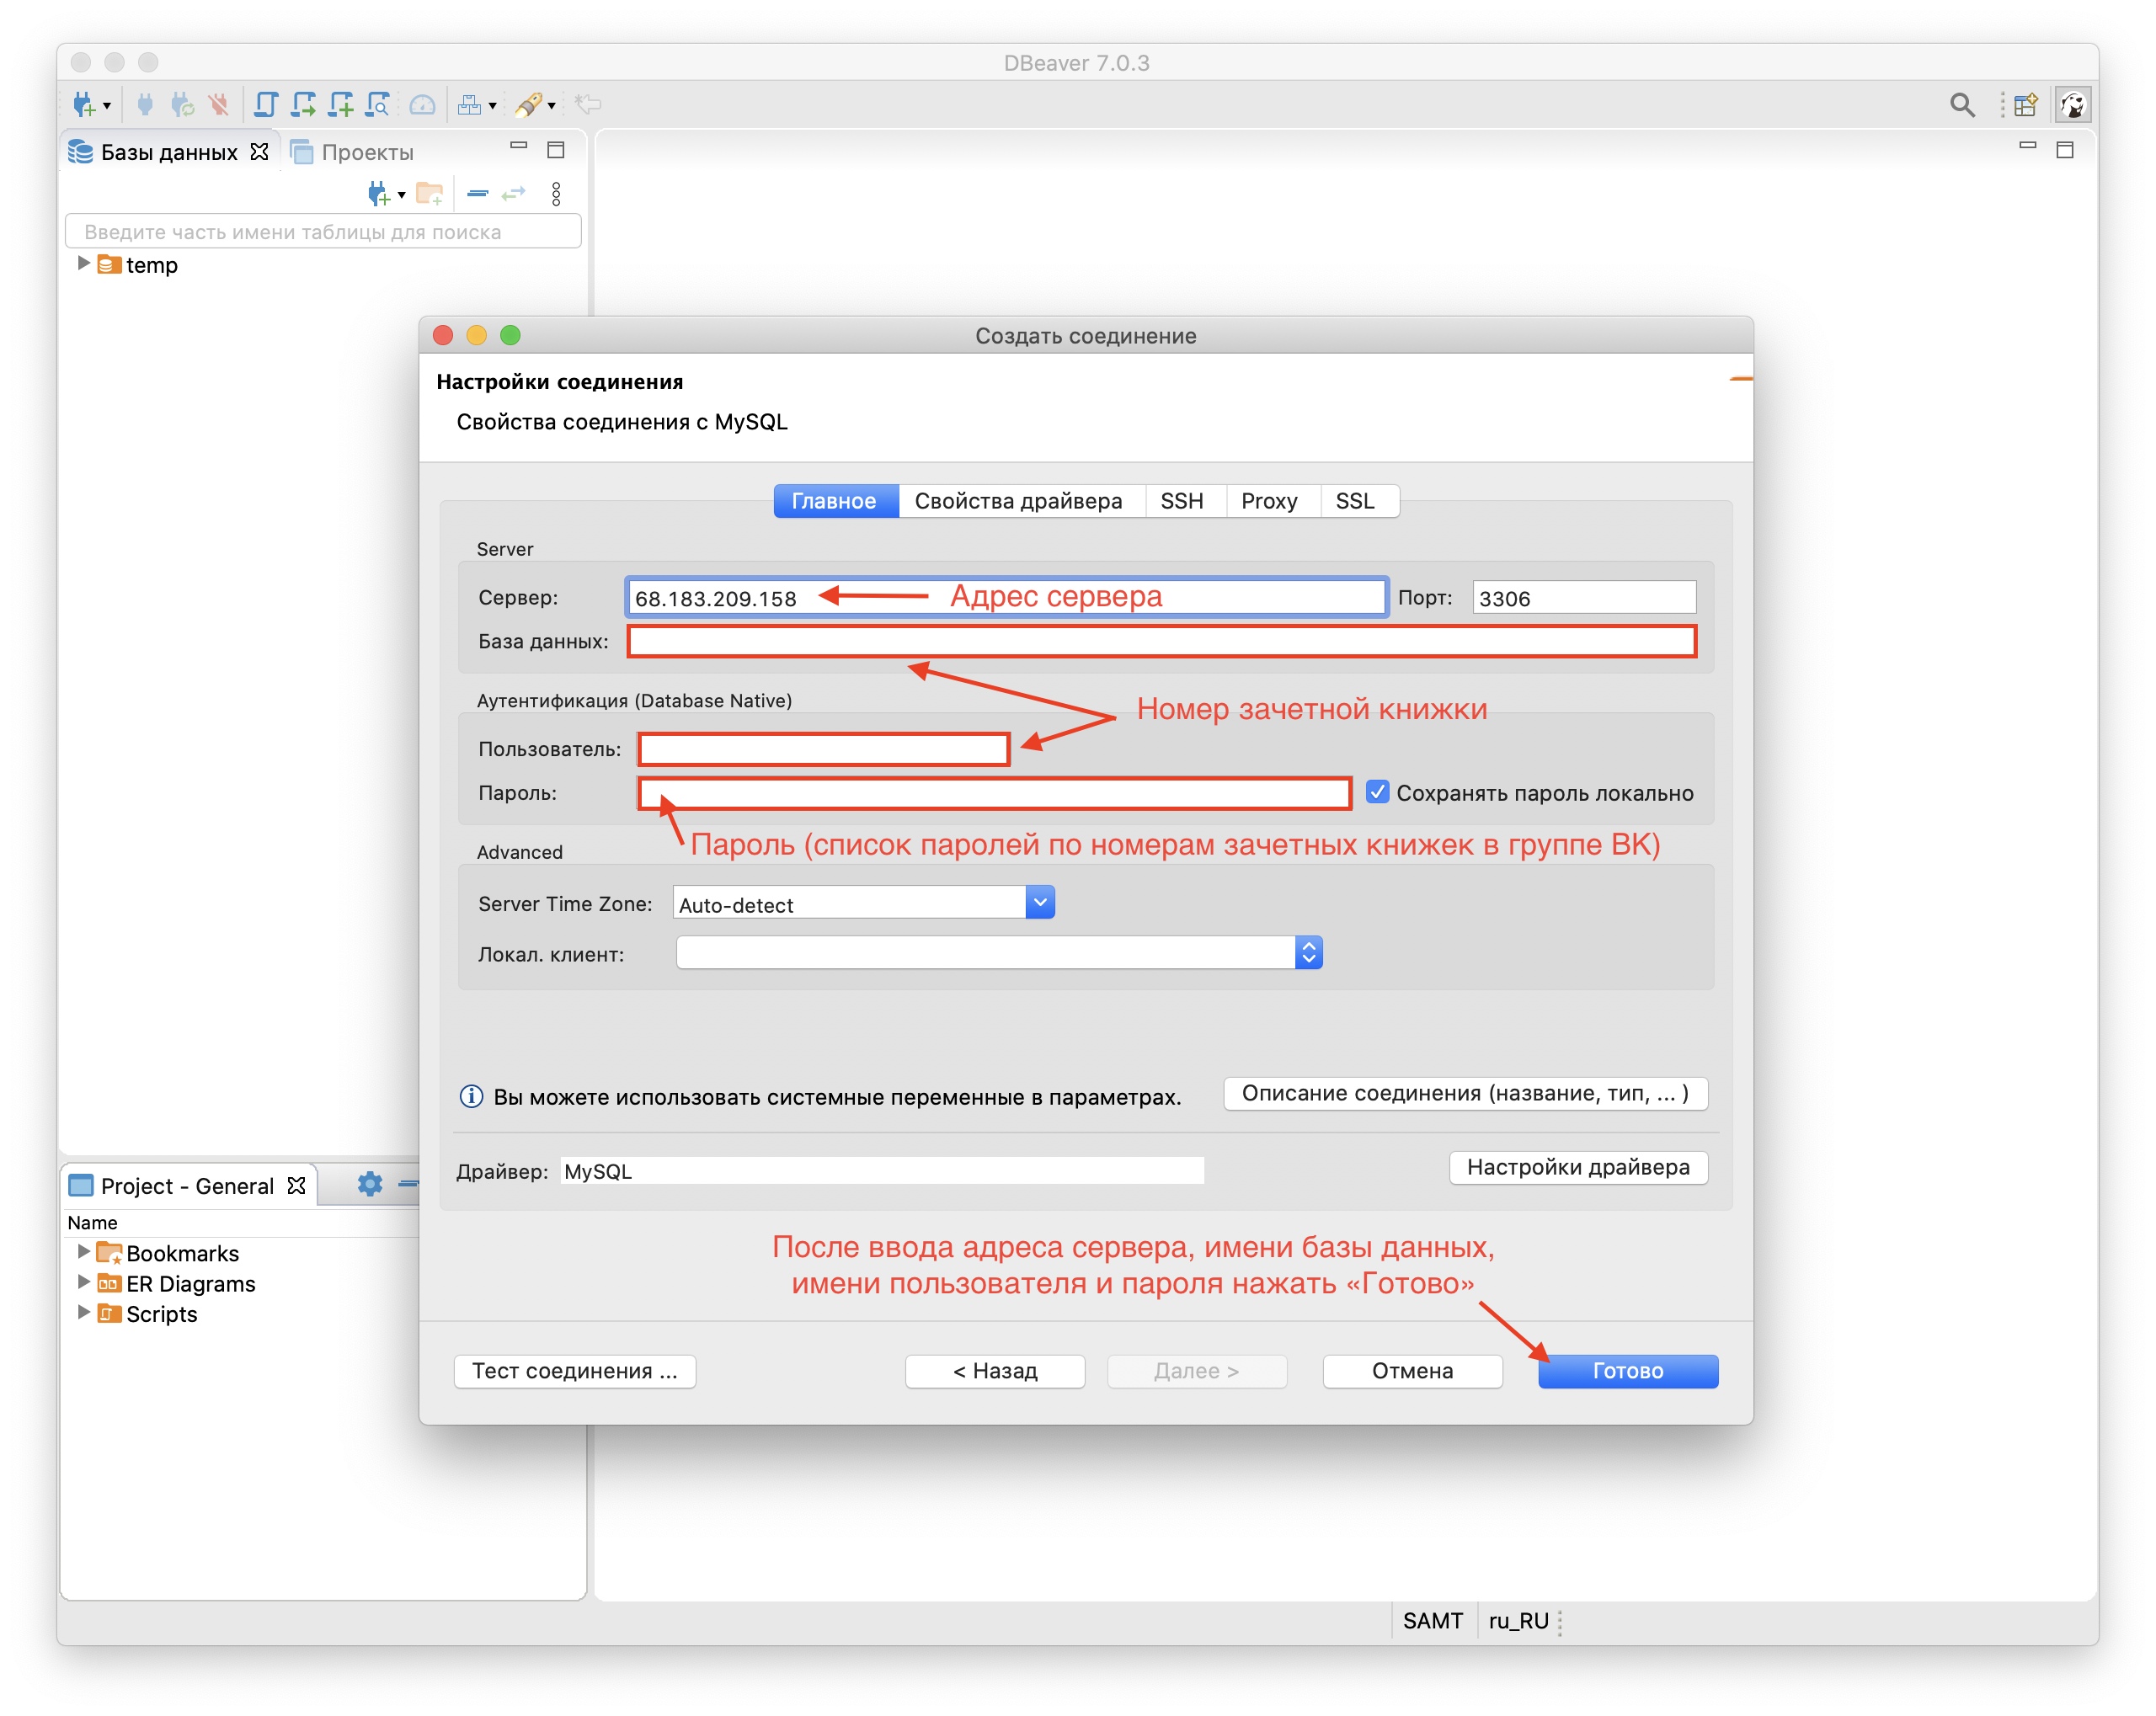 DBeaver 7.0.3
Базы данных
Проекты
Введите часть имени таблицы для поиска
temp
Создать соединение
Настройки соединения
Свойства соединения с MySQL
Главное Свойства драйвера SSH Proxy SSL
Server
Сервер: 68.183.209.158 Адрес сервера Порт: 3306
База данных:
Аутентификация (Database Native)
Номер зачетной книжки
Пользователь:
Пароль: Сохранять пароль локально
Пароль (список паролей по номерам зачетных книжек в группе ВК)
Advanced
Server Time Zone: Auto-detect
Локал. клиент:
Вы можете использовать системные переменные в параметрах. Описание соединения (название, тип, ... )
Драйвер: MySQL Настройки драйвера
После ввода адреса сервера, имени базы данных,
имени пользователя и пароля нажать «Готово»
Тест соединения ... < Назад Далее > Отмена Готово
Project - General
Name
Bookmarks
ER Diagrams
Scripts
SAMT ru_RU